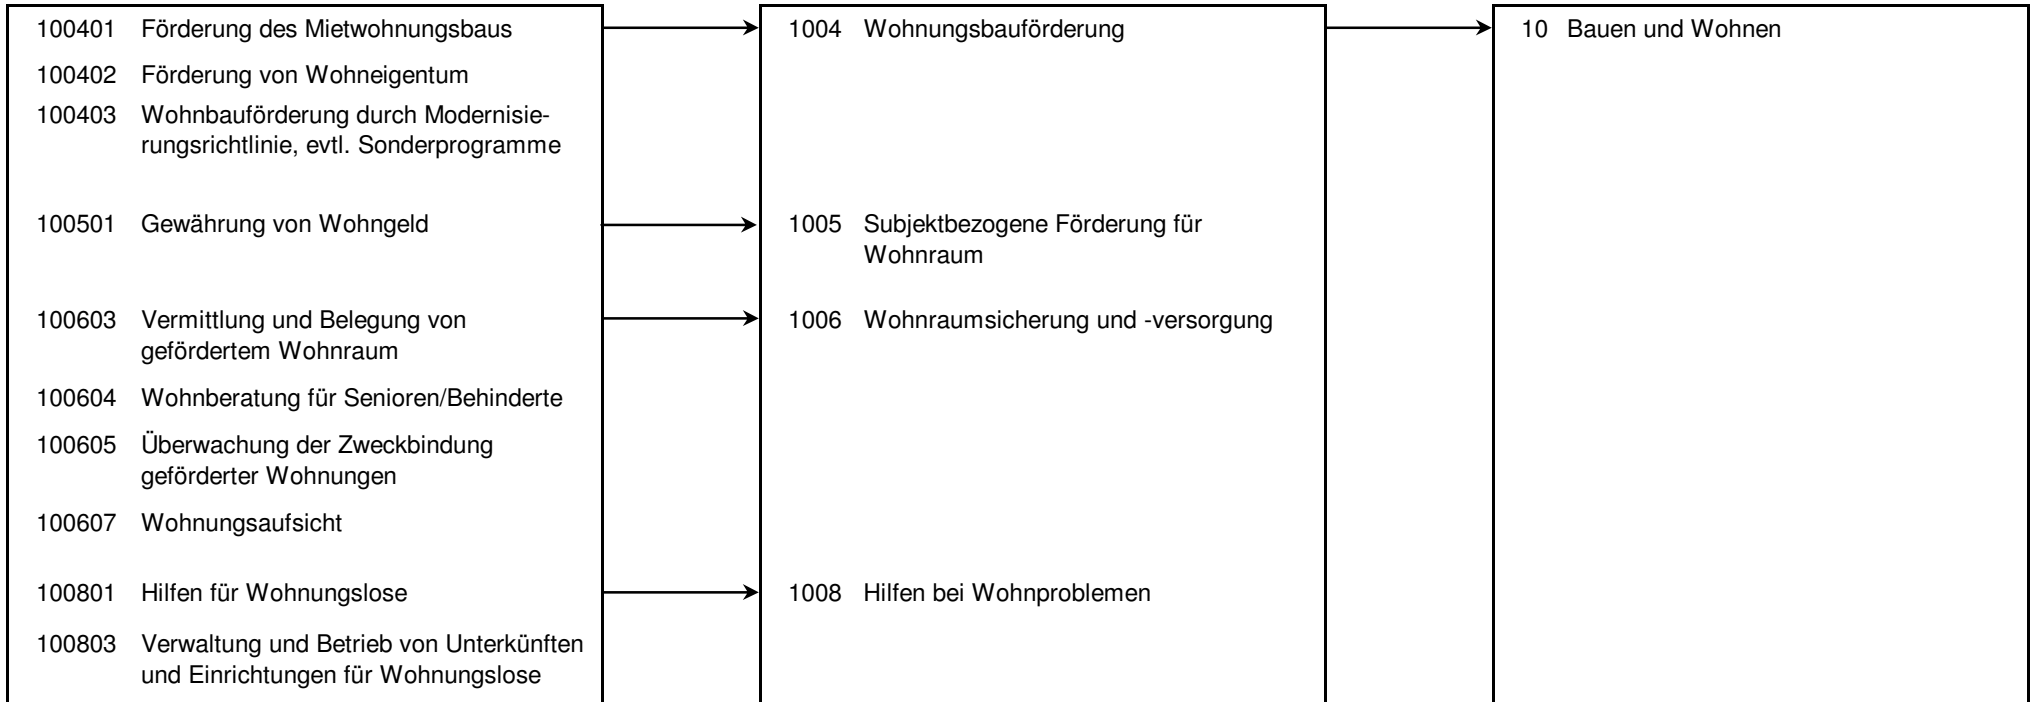 100401 Förderung des Mietwohnungsbaus
100402 Förderung von Wohneigentum
100403 Wohnbauförderung durch Modernisie-
rungsrichtlinie, evtl. Sonderprogramme
100501 Gewährung von Wohngeld
100603 Vermittlung und Belegung von
gefördertem Wohnraum
100604 Wohnberatung für Senioren/Behinderte
100605 Überwachung der Zweckbindung
geförderter Wohnungen
100607 Wohnungsaufsicht
100801 Hilfen für Wohnungslose
100803 Verwaltung und Betrieb von Unterkünften
und Einrichtungen für Wohnungslose
1004 Wohnungsbauförderung
1005 Subjektbezogene Förderung für
Wohnraum
1006 Wohnraumsicherung und -versorgung
1008 Hilfen bei Wohnproblemen
10 Bauen und Wohnen